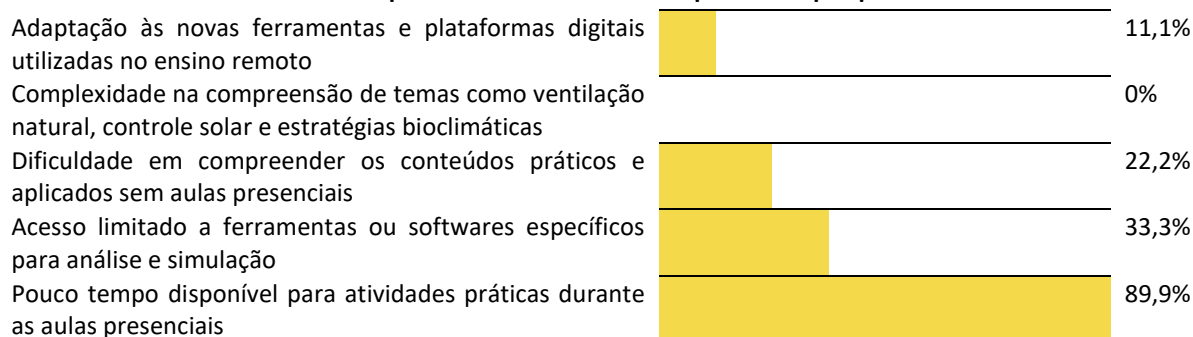 Adaptação às novas ferramentas e plataformas digitais 11,1%
utilizadas no ensino remoto
Complexidade na compreensão de temas como ventilação 0%
natural, controle solar e estratégias bioclimáticas
Dificuldade em compreender os conteúdos práticos e 22,2%
aplicados sem aulas presenciais
Acesso limitado a ferramentas ou softwares específicos 33,3%
para análise e simulação
Pouco tempo disponível para atividades práticas durante 89,9%
as aulas presenciais